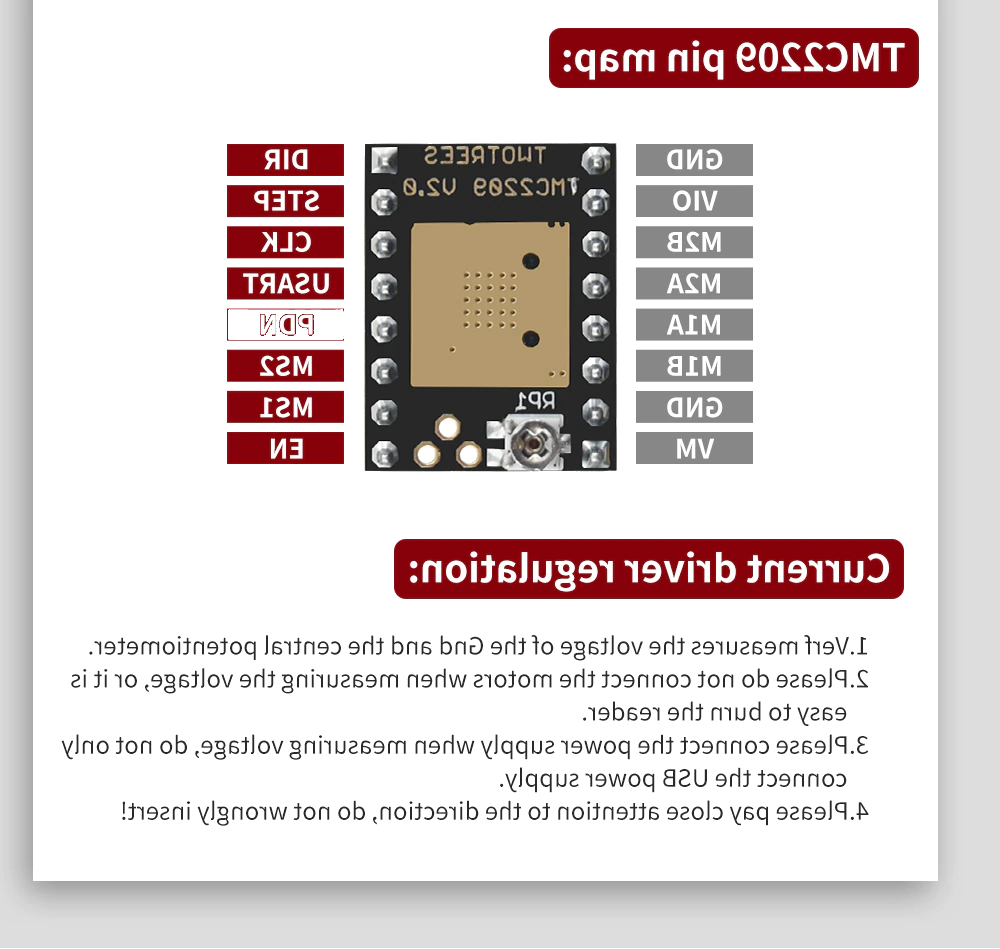 TMC2209 pin map:
GND
VIO
M2B
M2A
M1A
M1B
GND
VM
TWOTREES
TMC2209 V2.0
RP1
DIR
STEP
CLK
USART
PDN
MS2
MS1
EN
Current driver regulation:
1.Verf measures the voltage of the Gnd and the central potentiometer.
2.Please do not connect the motors when measuring the voltage, or it is
easy to burn the reader.
3.Please connect the power supply when measuring voltage, do not only
connect the USB power supply.
4.Please pay close attention to the direction, do not wrongly insert!